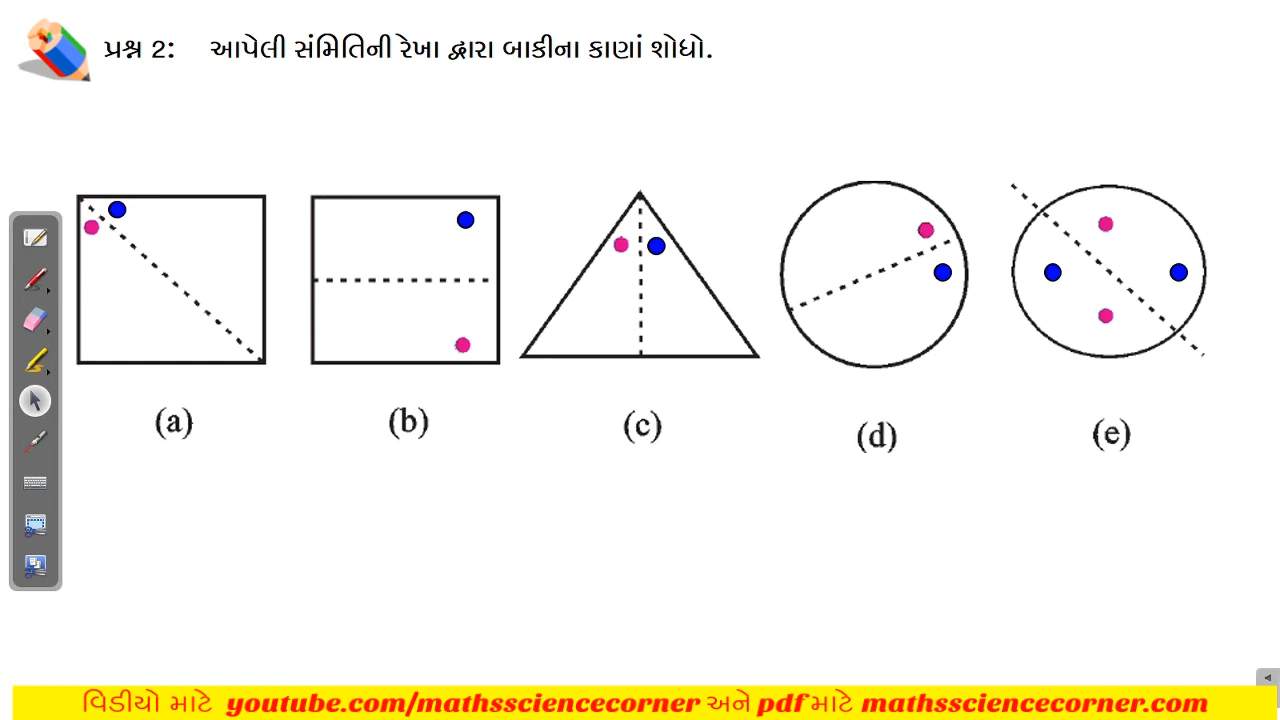 પ્રશ્ન 2: આપેલી સંમિતિની રેખા દ્વારા બાકીના કાણાં શોધો.
(a) (b) (c) (d) (e)
વિડીયો માટે youtube.com/mathssciencecorner અને pdf માટે mathssciencecorner.com